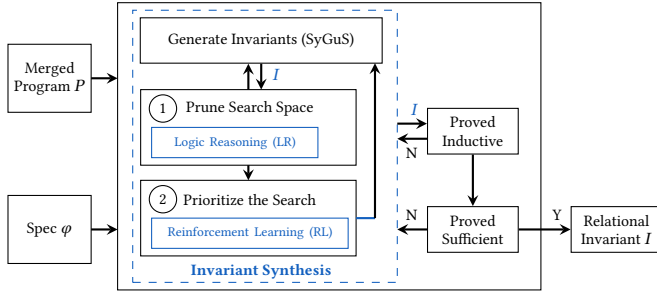 Generate Invariants (SyGuS)
I
Merged
Program P
1 Prune Search Space
Logic Reasoning (LR)
I
N
Proved
Inductive
2 Prioritize the Search
Reinforcement Learning (RL)
Spec φ
N
Proved
Sufficient
Y
Relational
Invariant I
Invariant Synthesis